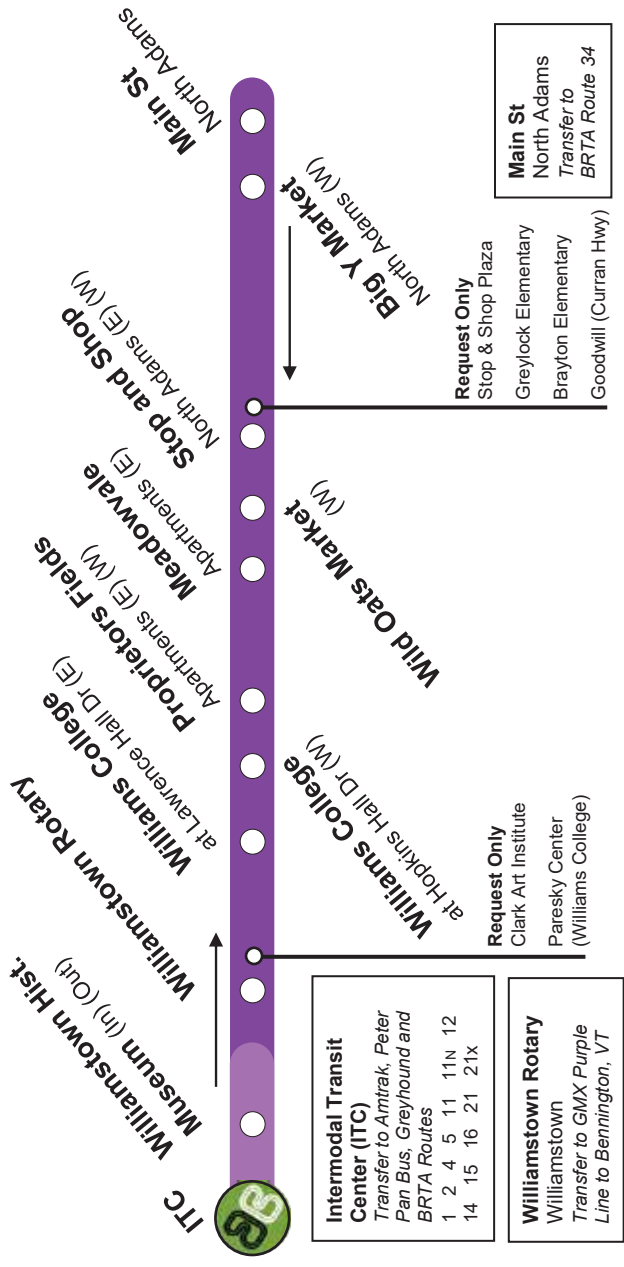 ITC
Williamstown Hist.
Museum (In) (Out)
Williamstown Rotary
Williams College
at Lawrence Hall Dr (E)
Proprietors Fields
Apartments (E) (W)
Meadowvale
Apartments (E)
Stop and Shop
North Adams (E) (W)
Main St
North Adams
Williams College
at Hopkins Hall Dr (W)
Wild Oats Market
(W)
Big Y Market
North Adams (W)
Intermodal Transit
Center (ITC)
Transfer to Amtrak, Peter
Pan Bus, Greyhound and
BRTA Routes
1 2 4 5 11 11N 12
14 15 16 21 21x
Williamstown Rotary
Williamstown
Transfer to GMX Purple
Line to Bennington, VT
Request Only
Clark Art Institute
Paresky Center
(Williams College)
Request Only
Stop & Shop Plaza
Greylock Elementary
Brayton Elementary
Goodwill (Curran Hwy)
Main St
North Adams
Transfer to
BRTA Route 34